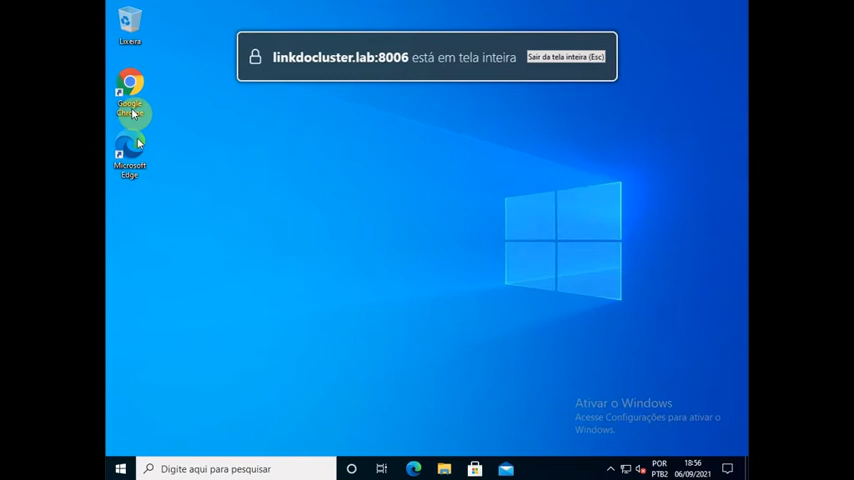 Lixeira
linkdocluster.lab:8006 está em tela inteira
Sair da tela inteira (Esc)
Google
Chrome
Microsoft
Edge
Ativar o Windows
Acesse Configurações para ativar o
Windows.
Digite aqui para pesquisar
POR
PTB2
18:56
06/09/2021